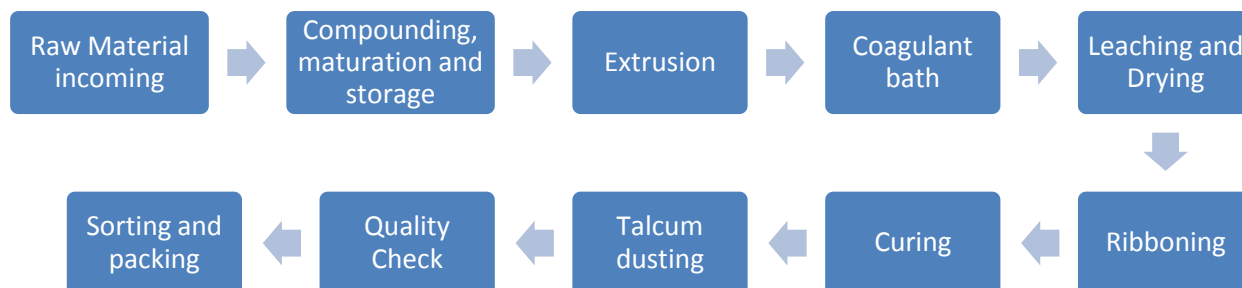 Raw Material
incoming
Compounding,
maturation and
storage
Extrusion
Coagulant
bath
Leaching and
Drying
Ribboning
Curing
Talcum
dusting
Quality
Check
Sorting and
packing